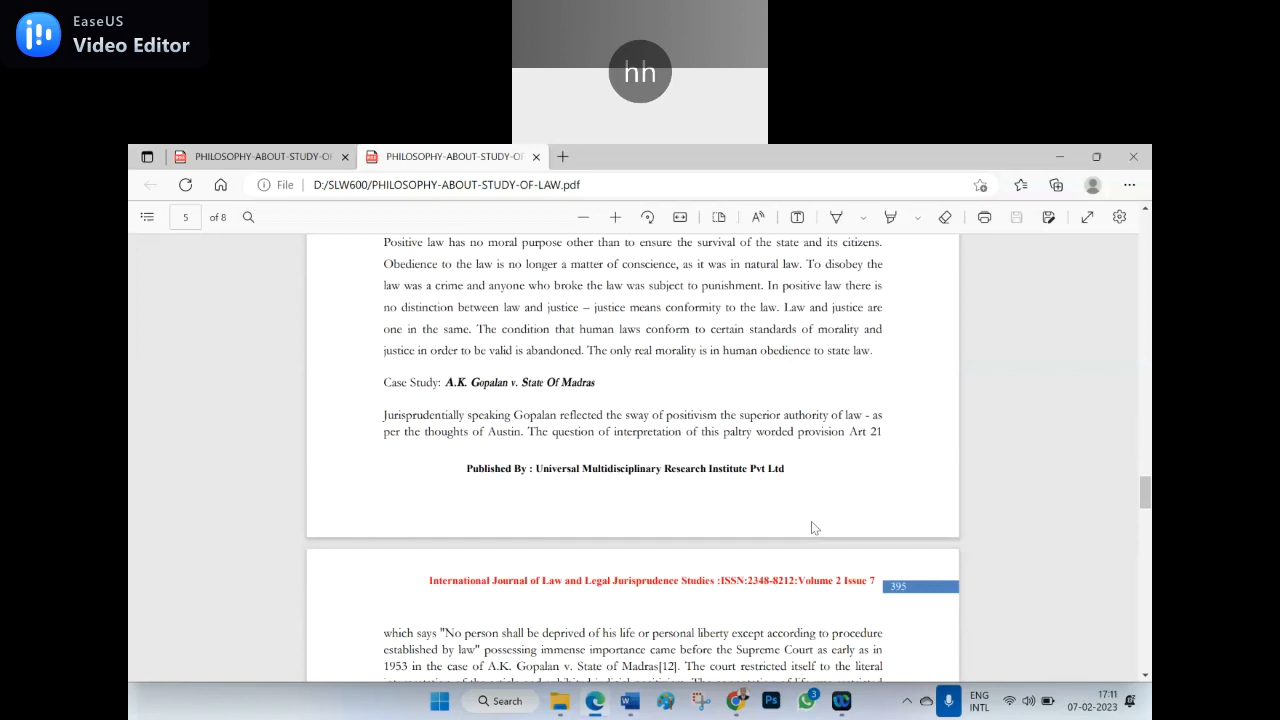 EaseUS
Video Editor
hh
PHILOSOPHY-ABOUT-STUDY-OF
PHILOSOPHY-ABOUT-STUDY-OF
File
D:/SLW600/PHILOSOPHY-ABOUT-STUDY-OF-LAW.pdf
5 of 8
Positive law has no moral purpose other than to ensure the survival of the state and its citizens.
Obedience to the law is no longer a matter of conscience, as it was in natural law. To disobey the
law was a crime and anyone who broke the law was subject to punishment. In positive law there is
no distinction between law and justice – justice means conformity to the law. Law and justice are
one in the same. The condition that human laws conform to certain standards of morality and
justice in order to be valid is abandoned. The only real morality is in human obedience to state law.
Case Study: A.K. Gopalan v. State Of Madras
Jurisprudentially speaking Gopalan reflected the sway of positivism the superior authority of law - as
per the thoughts of Austin. The question of interpretation of this paltry worded provision Art 21
Published By : Universal Multidisciplinary Research Institute Pvt Ltd
International Journal of Law and Legal Jurisprudence Studies :ISSN:2348-8212:Volume 2 Issue 7
395
which says "No person shall be deprived of his life or personal liberty except according to procedure
established by law" possessing immense importance came before the Supreme Court as early as in
1953 in the case of A.K. Gopalan v. State of Madras[12]. The court restricted itself to the literal
Search
3
ENG
INTL
17:11
07-02-2023